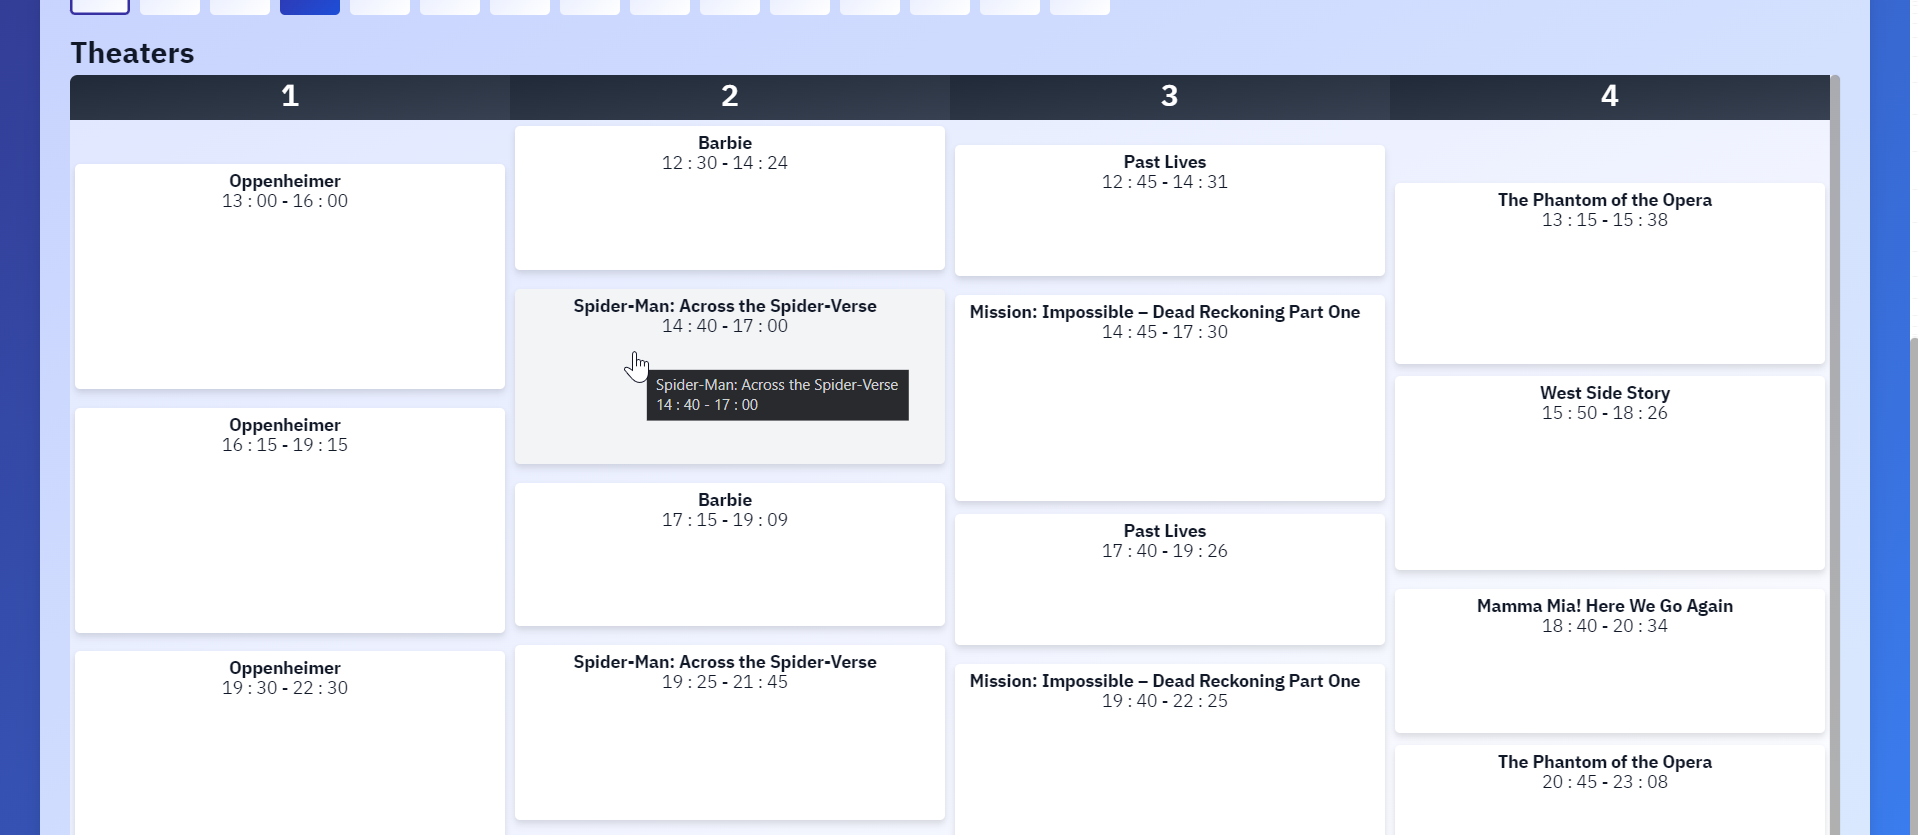 Theaters
1
2
3
4
Oppenheimer
13 : 00 - 16 : 00
Oppenheimer
16 : 15 - 19 : 15
Oppenheimer
19 : 30 - 22 : 30
Barbie
12 : 30 - 14 : 24
Spider-Man: Across the Spider-Verse
14 : 40 - 17 : 00
Spider-Man: Across the Spider-Verse
14 : 40 - 17 : 00
Barbie
17 : 15 - 19 : 09
Spider-Man: Across the Spider-Verse
19 : 25 - 21 : 45
Past Lives
12 : 45 - 14 : 31
Mission: Impossible – Dead Reckoning Part One
14 : 45 - 17 : 30
Past Lives
17 : 40 - 19 : 26
Mission: Impossible – Dead Reckoning Part One
19 : 40 - 22 : 25
The Phantom of the Opera
13 : 15 - 15 : 38
West Side Story
15 : 50 - 18 : 26
Mamma Mia! Here We Go Again
18 : 40 - 20 : 34
The Phantom of the Opera
20 : 45 - 23 : 08